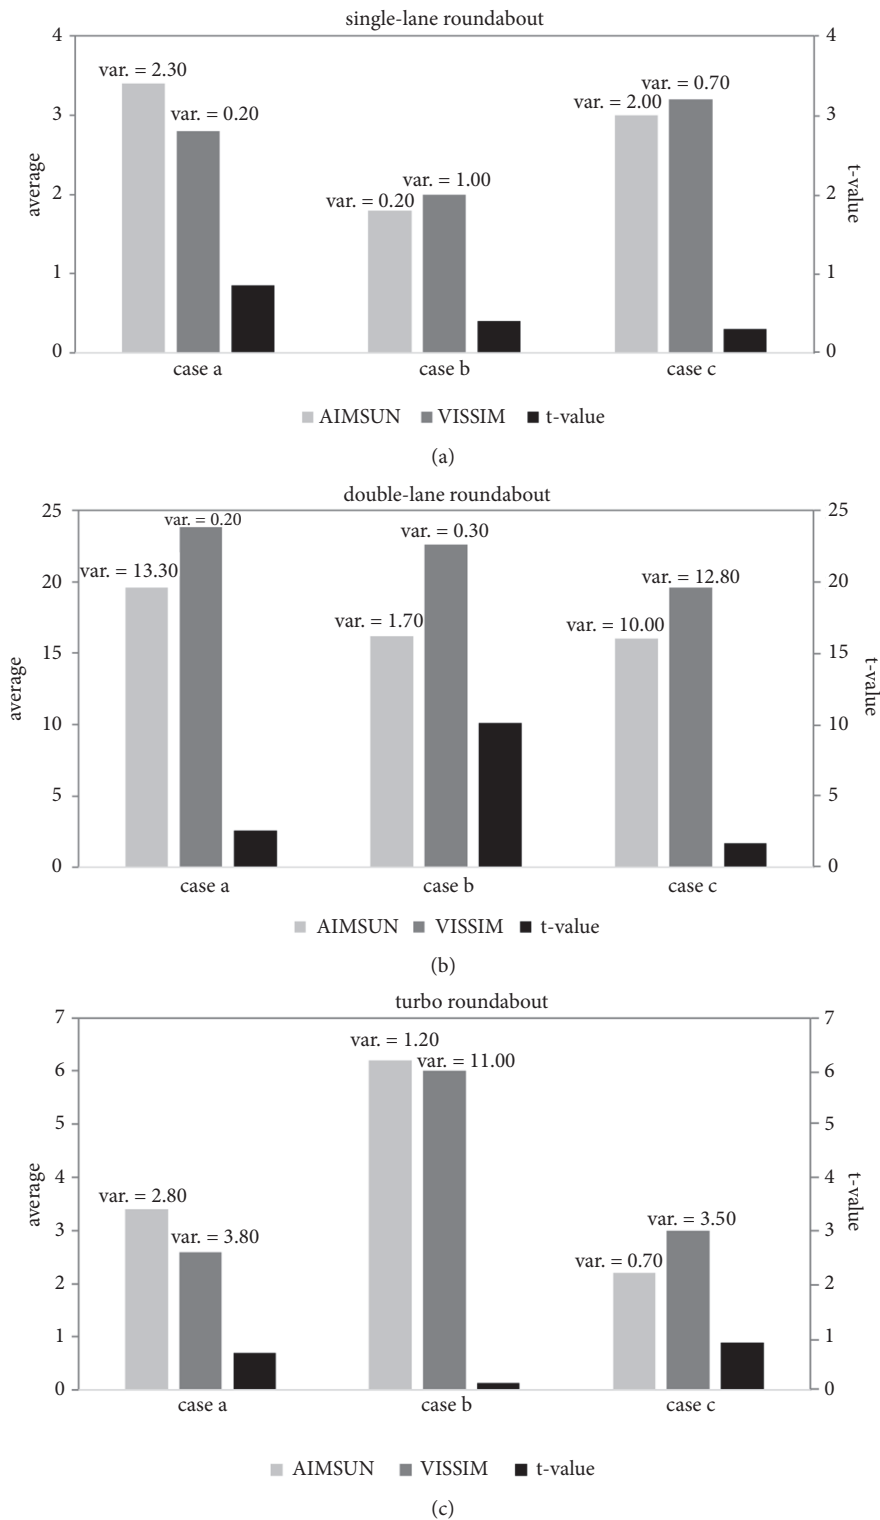 single-lane roundabout
4
3
2
1
0
average
var. = 2.30
var. = 0.20
var. = 0.20
var. = 1.00
var. = 2.00
var. = 0.70
4
3
2
1
0
t-value
case a
case b
case c
AIMSUN VISSIM t-value
(a)
double-lane roundabout
25
20
15
10
5
0
average
var. = 13.30
var. = 0.20
var. = 1.70
var. = 0.30
var. = 10.00
var. = 12.80
25
20
15
10
5
0
t-value
case a
case b
case c
AIMSUN VISSIM t-value
(b)
turbo roundabout
7
6
5
4
3
2
1
0
average
var. = 2.80
var. = 3.80
var. = 1.20
var. = 11.00
var. = 0.70
var. = 3.50
7
6
5
4
3
2
1
0
t-value
case a
case b
case c
AIMSUN VISSIM t-value
(c)